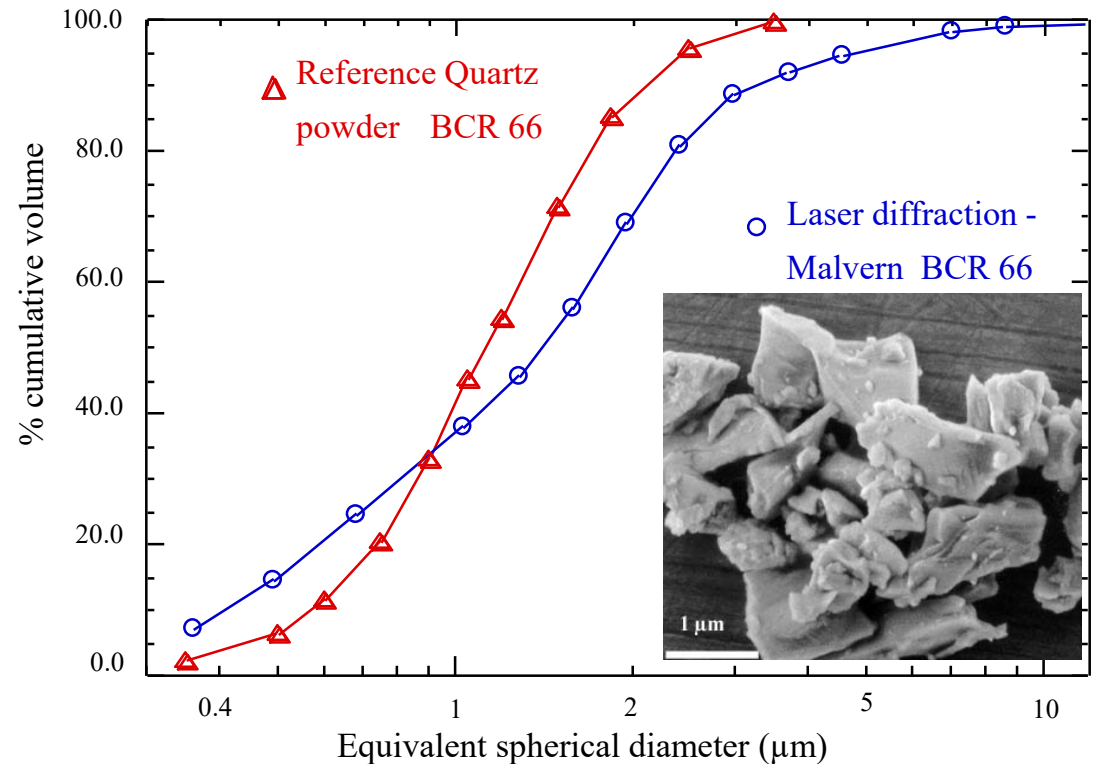 100.0
80.0
60.0
40.0
20.0
0.0
% cumulative volume
Reference Quartz
powder BCR 66
Laser diffraction -
Malvern BCR 66
1 µm
0.4 1 2 5 10
Equivalent spherical diameter (µm)